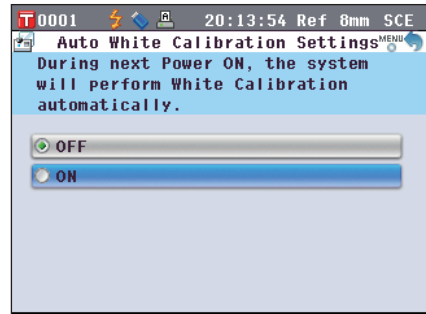 T0001 A 20:13:54 Ref 8mm SCE
Auto White Calibration Settings MENU
During next Power ON, the system
will perform White Calibration
automatically.
OFF
ON